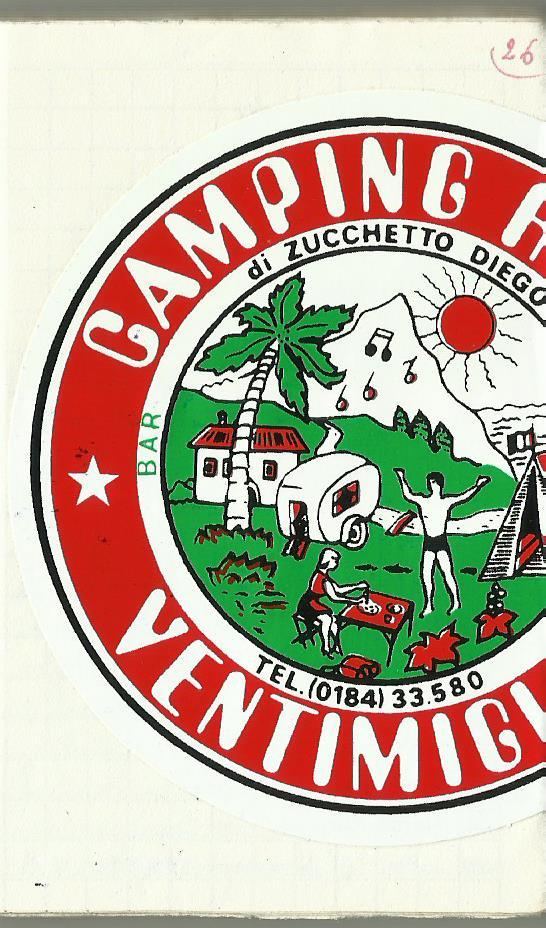 26
CAMPING
di ZUCCHETTO DIEGO
BAR
TEL.(0184) 33.580
VENTIMIG